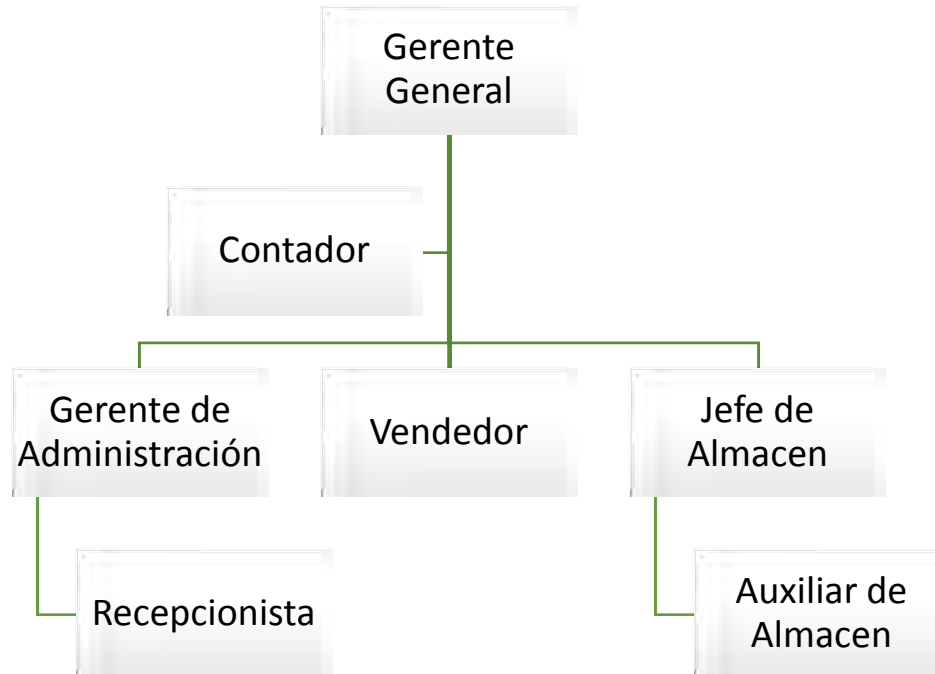 Gerente
General
Contador
Gerente de
Administración
Vendedor
Jefe de
Almacen
Recepcionista
Auxiliar de
Almacen